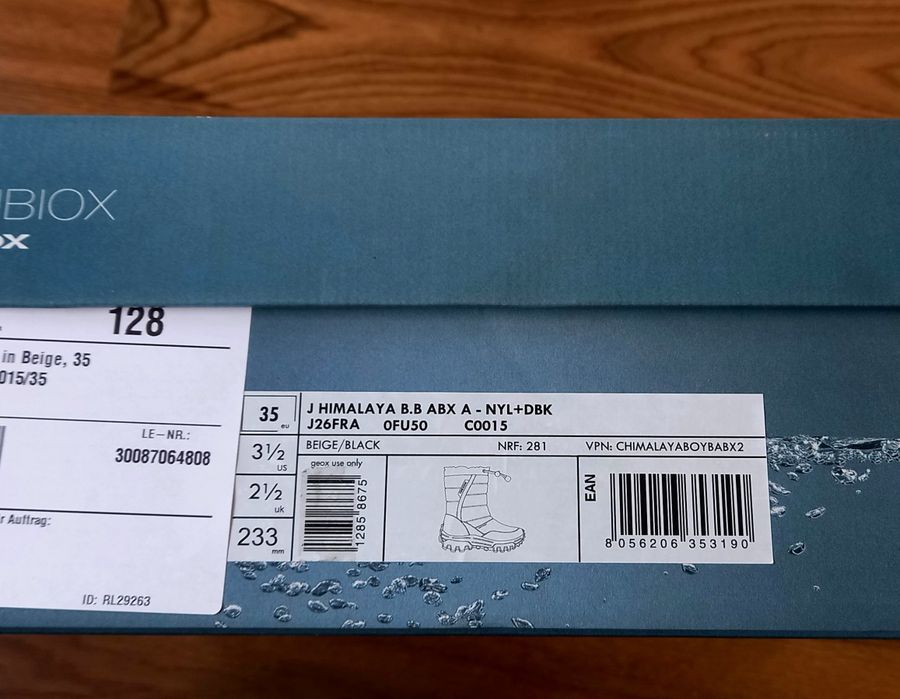 BIOX
ox
128
in Beige, 35
015/35
LE-NR.:
30087064808
r Auftrag:
ID: RL29263
35 eu
3½ US
2½ uk
233 mm
J HIMALAYA B.B ABX A - NYL+DBK
J26FRA 0FU50 C0015
BEIGE/BLACK NRF: 281 VPN: CHIMALAYABOYBABX2
geox use only
1285 8675
EAN
8 056206 353190